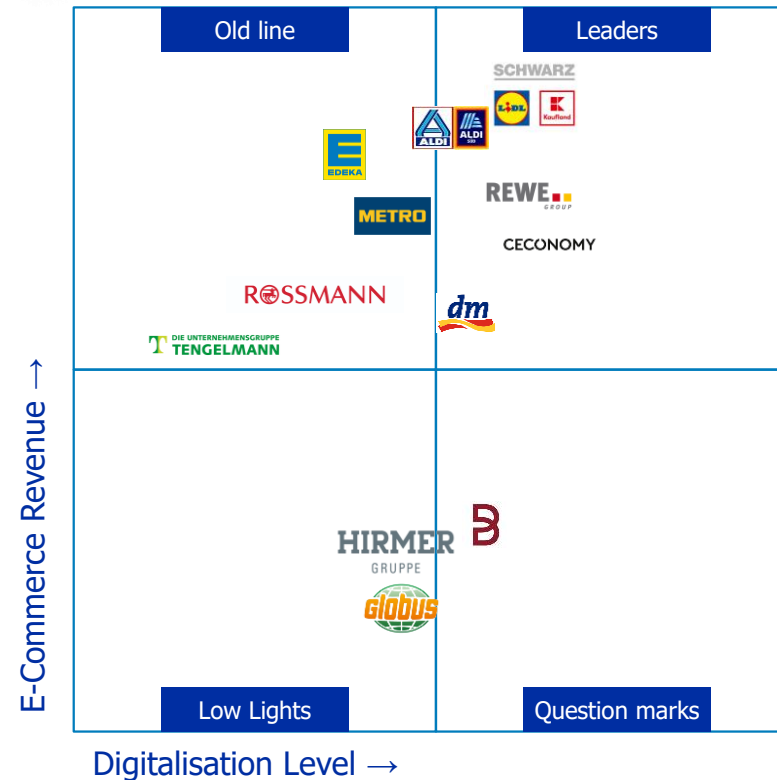 Old line
Leaders
SCHWARZ
LIDL
Kaufland
ALDI
ALDI
SÜD
EDEKA
METRO
REWE
GROUP
CECONOMY
ROSSMANN
dm
DIE UNTERNEHMENSGRUPPE
TENGELMANN
E-Commerce Revenue →
HIRMER
GRUPPE
B
Globus
Low Lights
Question marks
Digitalisation Level →